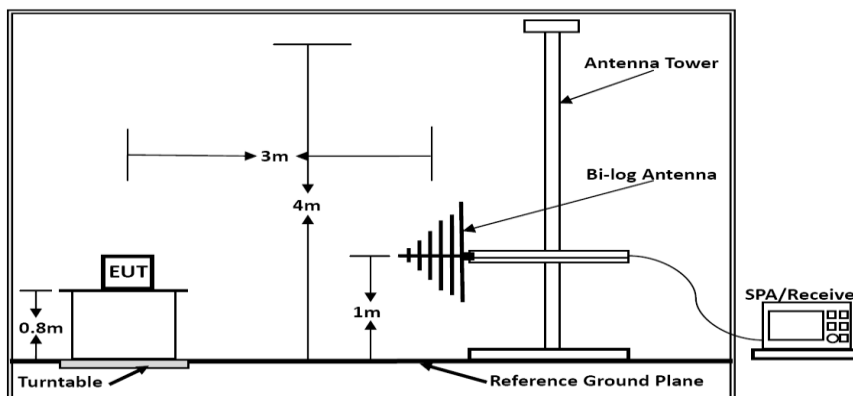 Antenna Tower
3m
Bi-log Antenna
4m
EUT
0.8m
1m
SPA/Receive
Turntable
Reference Ground Plane